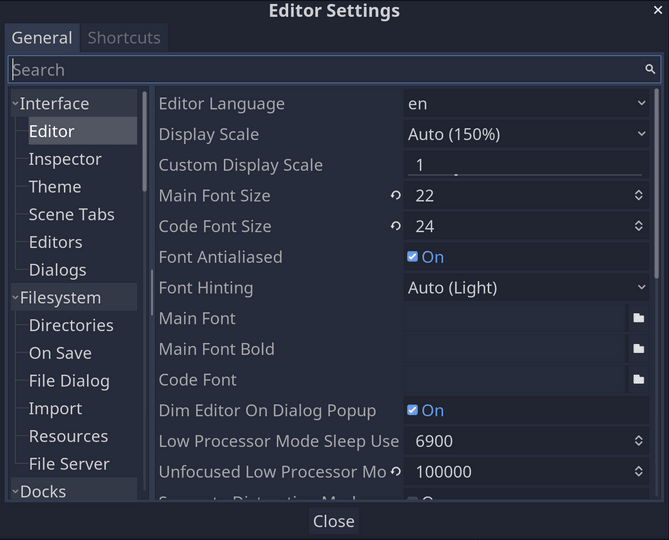 Editor Settings
General Shortcuts
Search
Interface
Editor
Inspector
Theme
Scene Tabs
Editors
Dialogs
Filesystem
Directories
On Save
File Dialog
Import
Resources
File Server
Docks
Editor Language en
Display Scale Auto (150%)
Custom Display Scale 1
Main Font Size 22
Code Font Size 24
Font Antialiased On
Font Hinting Auto (Light)
Main Font
Main Font Bold
Code Font
Dim Editor On Dialog Popup On
Low Processor Mode Sleep Use 6900
Unfocused Low Processor Mo 100000
Close